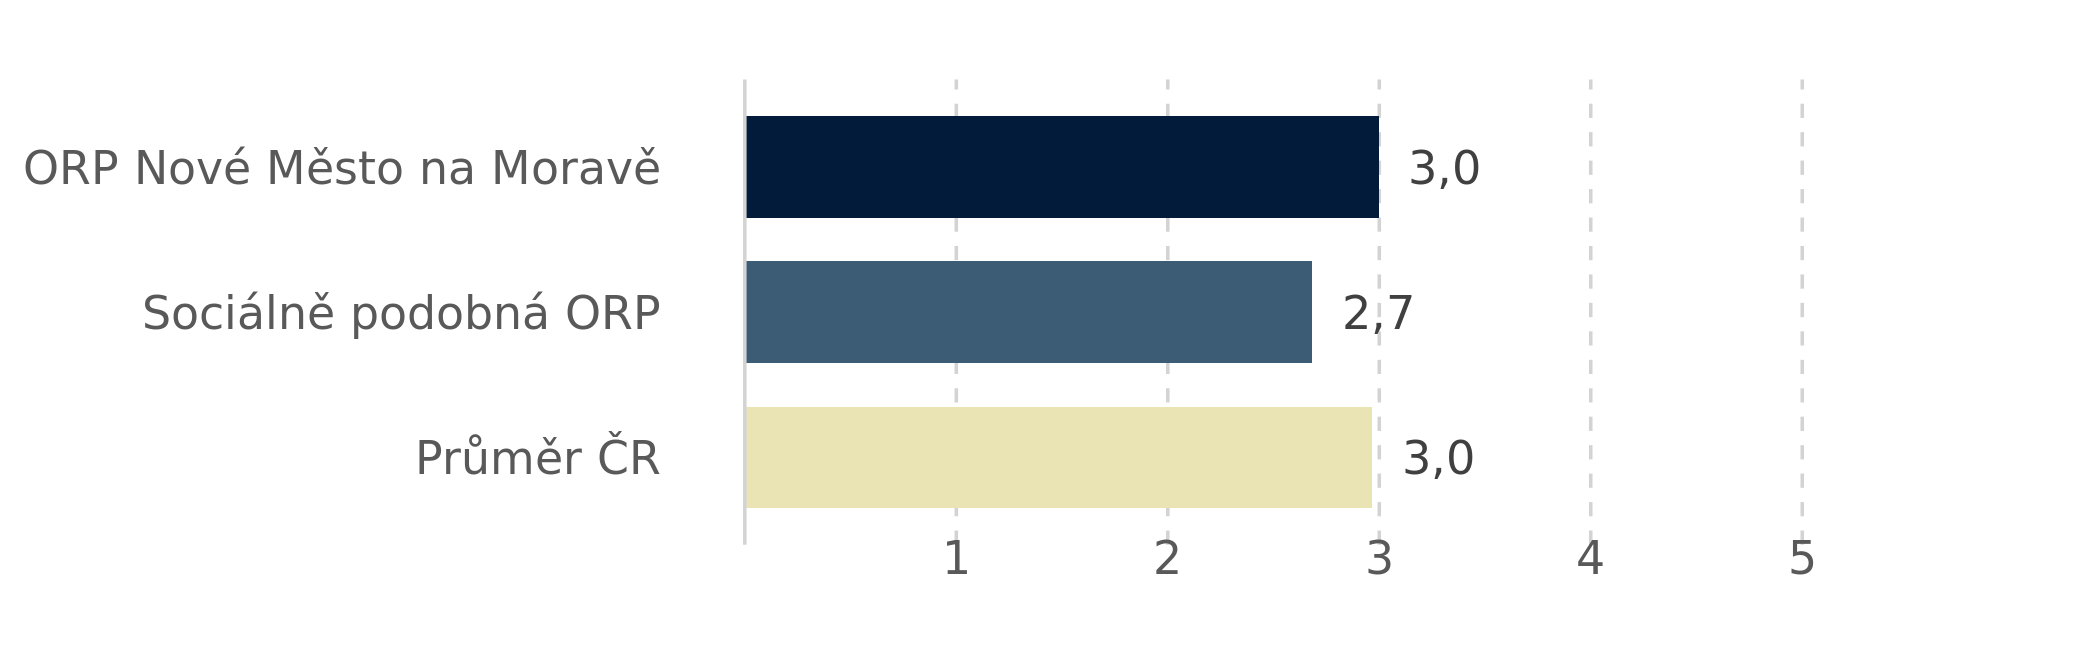 ORP Nové Město na Moravě 3,0
Sociálně podobná ORP 2,7
Průměr ČR 3,0
1 2 3 4 5